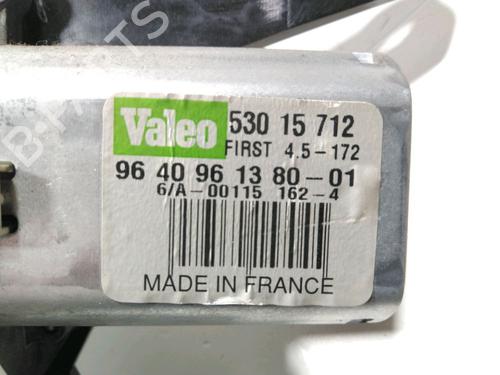 B-PARTS
Valeo 530 15 712
FIRST 4.5-172
96 40 96 13 80-01
6/A-00115 162-4
MADE IN FRANCE